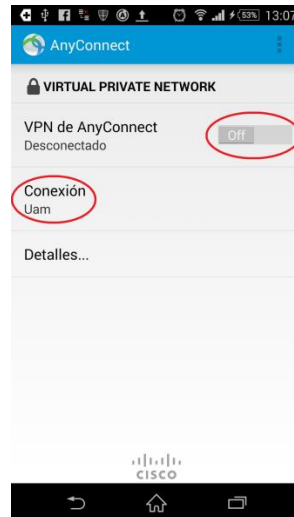 53% 13:07
AnyConnect
VIRTUAL PRIVATE NETWORK
VPN de AnyConnect
Off
Desconectado
Conexión
Uam
Detalles...
CISCO